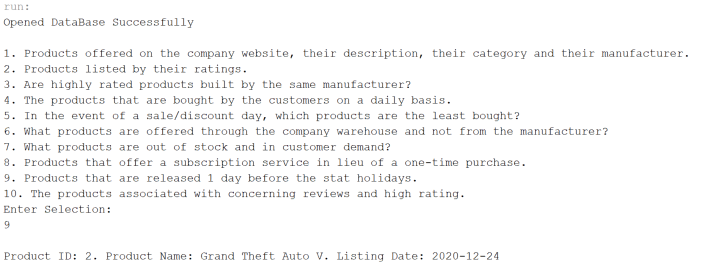 run:
Opened DataBase Successfully
1. Products offered on the company website, their description, their category and their manufacturer.
2. Products listed by their ratings.
3. Are highly rated products built by the same manufacturer?
4. The products that are bought by the customers on a daily basis.
5. In the event of a sale/discount day, which products are the least bought?
6. What products are offered through the company warehouse and not from the manufacturer?
7. What products are out of stock and in customer demand?
8. Products that offer a subscription service in lieu of a one-time purchase.
9. Products that are released 1 day before the stat holidays.
10. The products associated with concerning reviews and high rating.
Enter Selection:
9
Product ID: 2. Product Name: Grand Theft Auto V. Listing Date: 2020-12-24